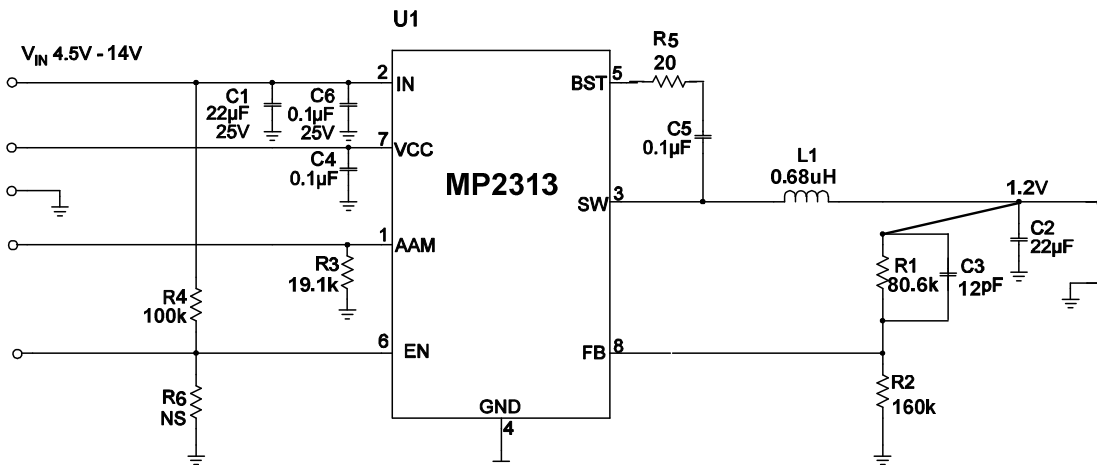 U1
V_IN 4.5V - 14V
R5
20
2
IN
BST
5
C1
22µF
25V
C6
0.1µF
25V
C5
0.1µF
7
VCC
C4
0.1µF
MP2313
L1
0.68uH
1.2V
SW
3
C2
22µF
1
AAM
R3
19.1k
R1
80.6k
C3
12pF
R4
100k
6
EN
FB
8
R6
NS
R2
160k
GND
4